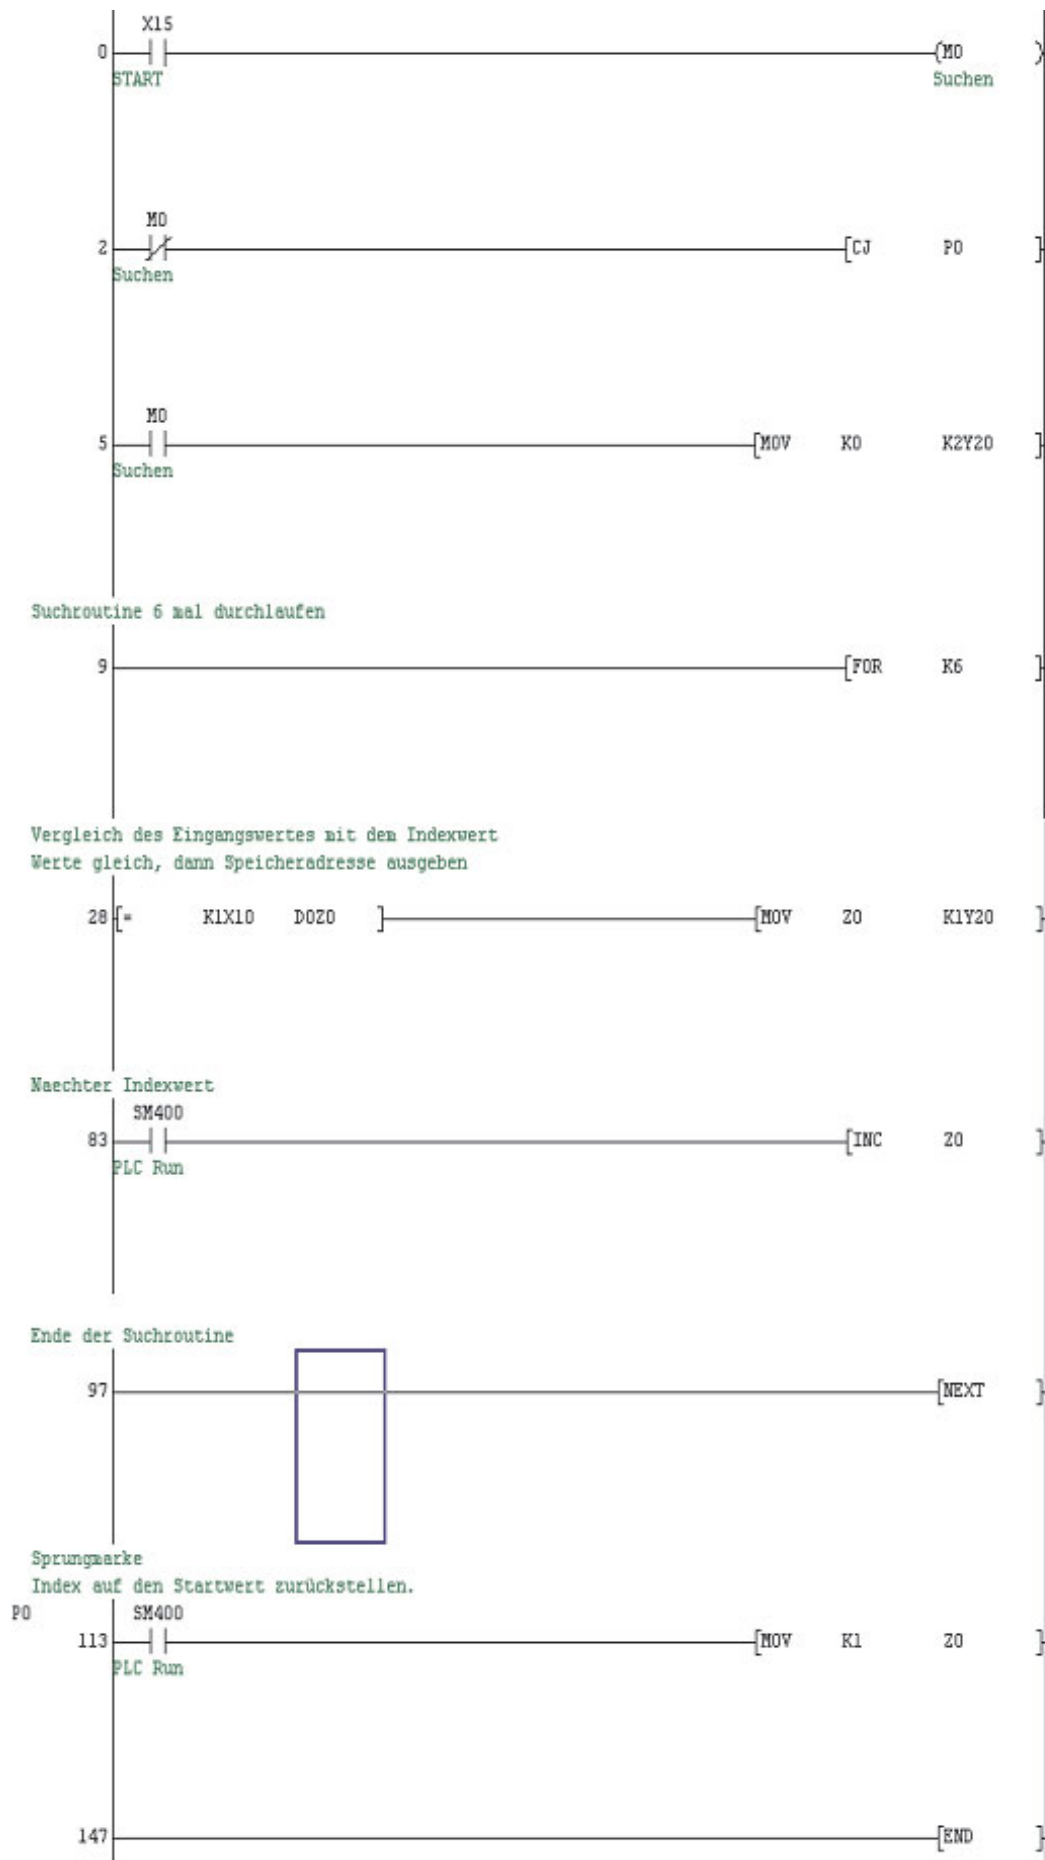 X15
0 (M0 )
START Suchen
M0
2 [CJ P0 ]
Suchen
M0
5 [MOV K0 K2Y20 ]
Suchen
Suchroutine 6 mal durchlaufen
9 [FOR K6 ]
Vergleich des Eingangswertes mit dem Indexwert
Werte gleich, dann Speicheradresse ausgeben
28 [= K1X10 D0Z0 ] [MOV Z0 K1Y20 ]
Naechter Indexwert
SM400
83 [INC Z0 ]
PLC Run
Ende der Suchroutine
97 [NEXT ]
Sprungmarke
Index auf den Startwert zurückstellen.
P0 SM400
113 [MOV K1 Z0 ]
PLC Run
147 [END ]